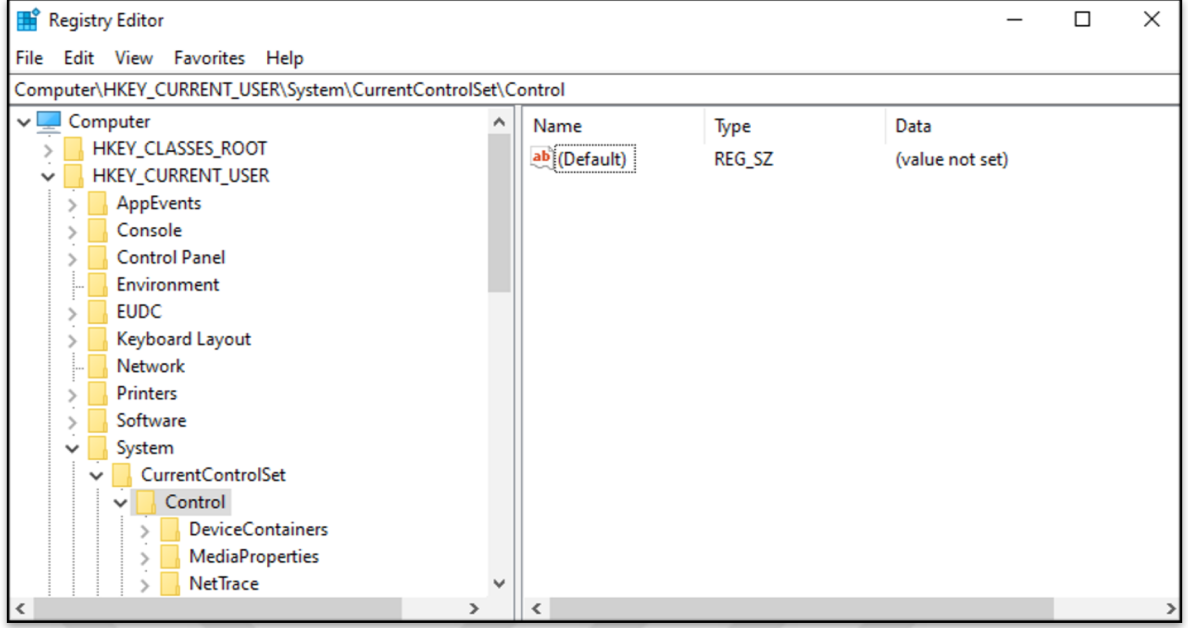 Registry Editor
File Edit View Favorites Help
Computer\HKEY_CURRENT_USER\System\CurrentControlSet\Control
Computer
HKEY_CLASSES_ROOT
HKEY_CURRENT_USER
AppEvents
Console
Control Panel
Environment
EUDC
Keyboard Layout
Network
Printers
Software
System
CurrentControlSet
Control
DeviceContainers
MediaProperties
NetTrace
Name Type Data
ab (Default) REG_SZ (value not set)